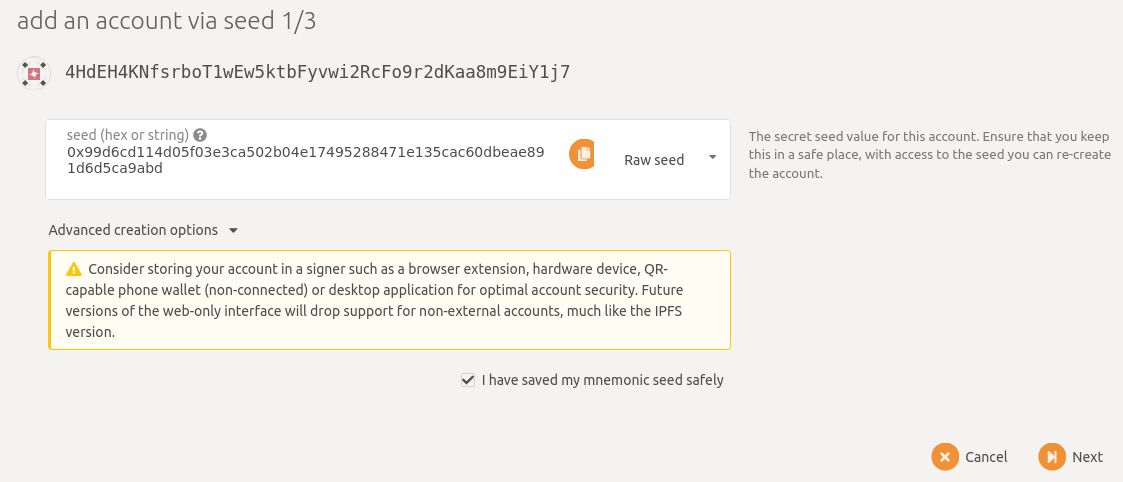 add an account via seed 1/3
4HdEH4KNfsrboT1wEw5ktbFyvwi2RcFo9r2dKaa8m9EiY1j7
seed (hex or string)
0x99d6cd114d05f03e3ca502b04e17495288471e135cac60dbeae89
1d6d5ca9abd
Raw seed
The secret seed value for this account. Ensure that you keep
this in a safe place, with access to the seed you can re-create
the account.
Advanced creation options
Consider storing your account in a signer such as a browser extension, hardware device, QR-
capable phone wallet (non-connected) or desktop application for optimal account security. Future
versions of the web-only interface will drop support for non-external accounts, much like the IPFS
version.
I have saved my mnemonic seed safely
Cancel
Next